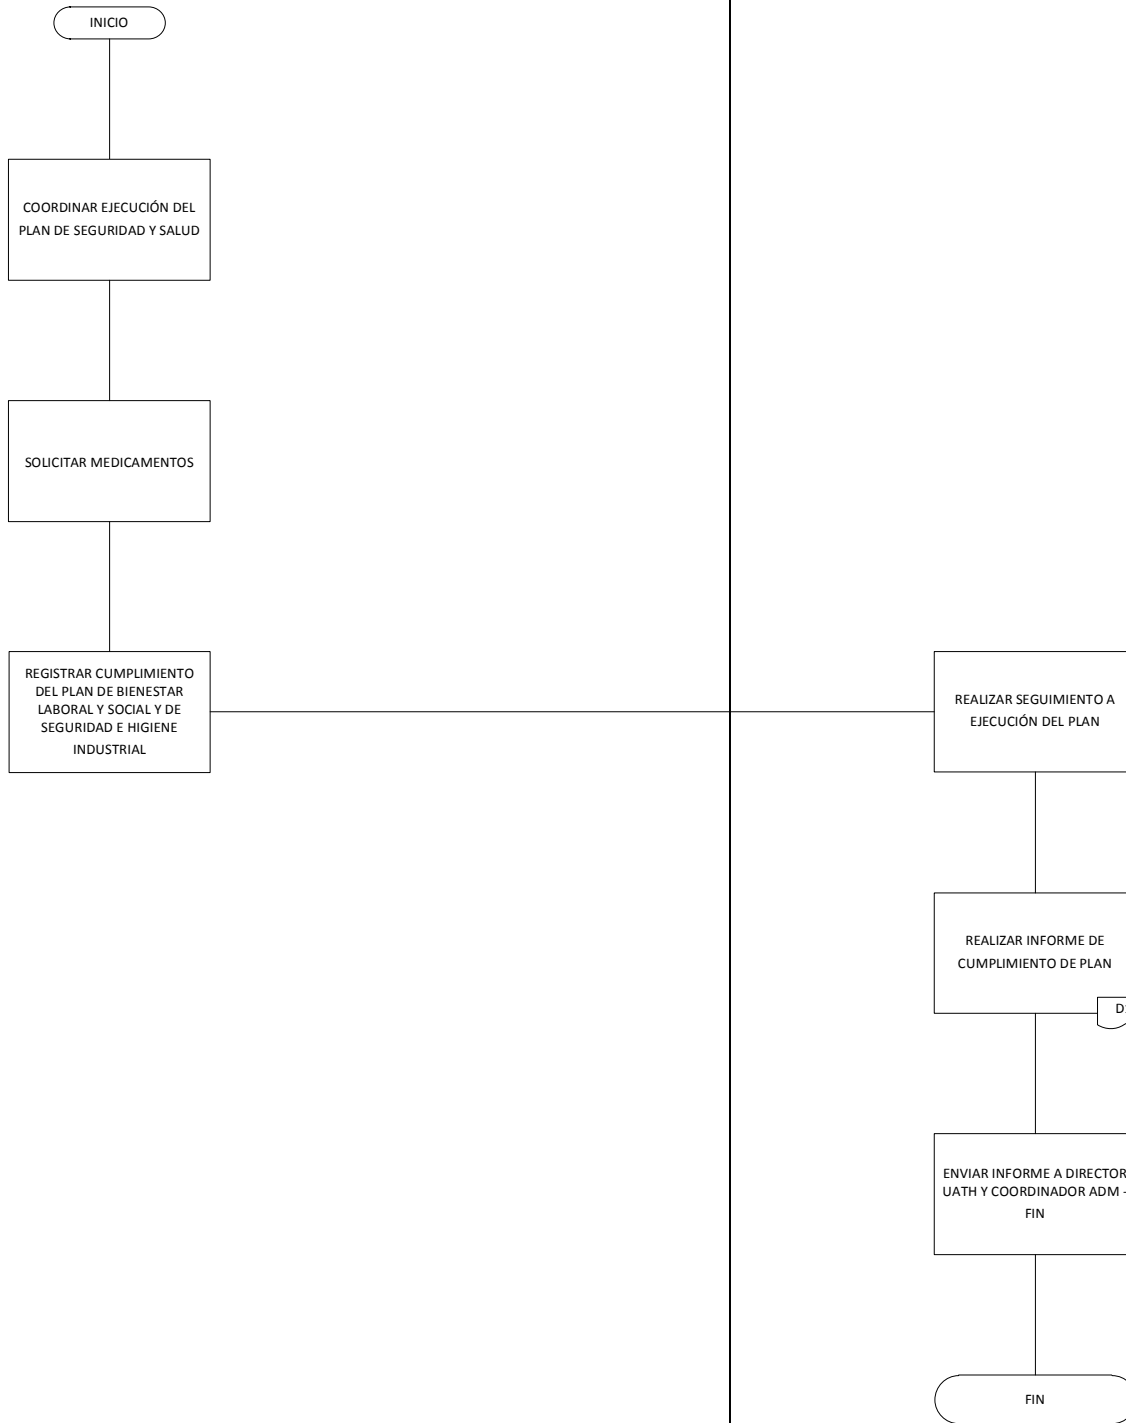 INICIO
COORDINAR EJECUCIÓN DEL
PLAN DE SEGURIDAD Y SALUD
SOLICITAR MEDICAMENTOS
REGISTRAR CUMPLIMIENTO
DEL PLAN DE BIENESTAR
LABORAL Y SOCIAL Y DE
SEGURIDAD E HIGIENE
INDUSTRIAL
REALIZAR SEGUIMIENTO A
EJECUCIÓN DEL PLAN
REALIZAR INFORME DE
CUMPLIMIENTO DE PLAN
ENVIAR INFORME A DIRECTOR
UATH Y COORDINADOR ADM -
FIN
FIN